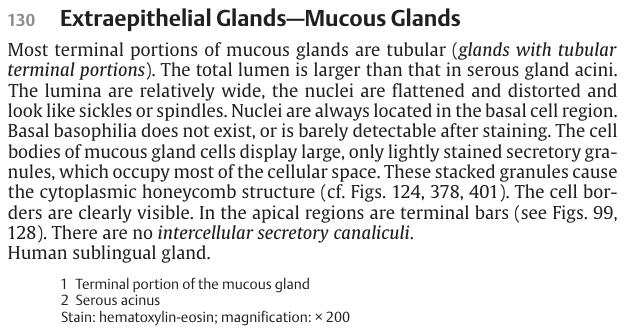 130 Extraepithelial Glands—Mucous Glands
Most terminal portions of mucous glands are tubular (glands with tubular
terminal portions). The total lumen is larger than that in serous gland acini.
The lumina are relatively wide, the nuclei are flattened and distorted and
look like sickles or spindles. Nuclei are always located in the basal cell region.
Basal basophilia does not exist, or is barely detectable after staining. The cell
bodies of mucous gland cells display large, only lightly stained secretory gra-
nules, which occupy most of the cellular space. These stacked granules cause
the cytoplasmic honeycomb structure (cf. Figs. 124, 378, 401). The cell bor-
ders are clearly visible. In the apical regions are terminal bars (see Figs. 99,
128). There are no intercellular secretory canaliculi.
Human sublingual gland.
1 Terminal portion of the mucous gland
2 Serous acinus
Stain: hematoxylin-eosin; magnification: × 200